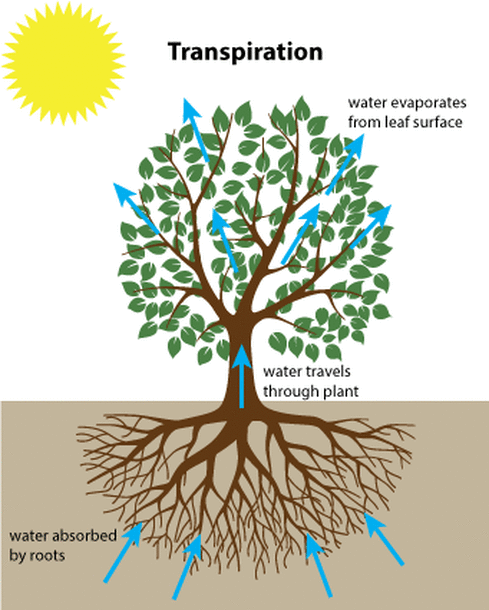 Transpiration
water evaporates
from leaf surface
water travels
through plant
water absorbed
by roots